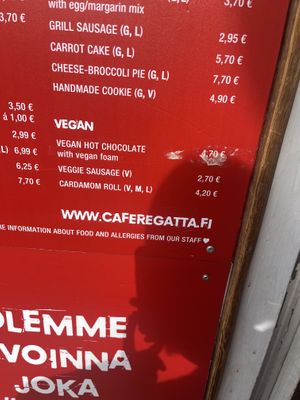 with egg/margarin mix
3,70 €
3,70 €
GRILL SAUSAGE (G, L) 2,95 €
CARROT CAKE (G, L) 5,70 €
CHEESE-BROCCOLI PIE (G, L) 7,70 €
HANDMADE COOKIE (G, V) 4,90 €
3,50 €
á 1,00 €
2,99 €
L) 6,99 €
6,25 €
7,70 €
VEGAN
VEGAN HOT CHOCOLATE 4,70 €
with vegan foam
VEGGIE SAUSAGE (V) 2,70 €
CARDAMOM ROLL (V, M, L) 4,20 €
WWW.CAFEREGATTA.FI
INFORMATION ABOUT FOOD AND ALLERGIES FROM OUR STAFF ♥
OLEMME
VOINNA
JOKA